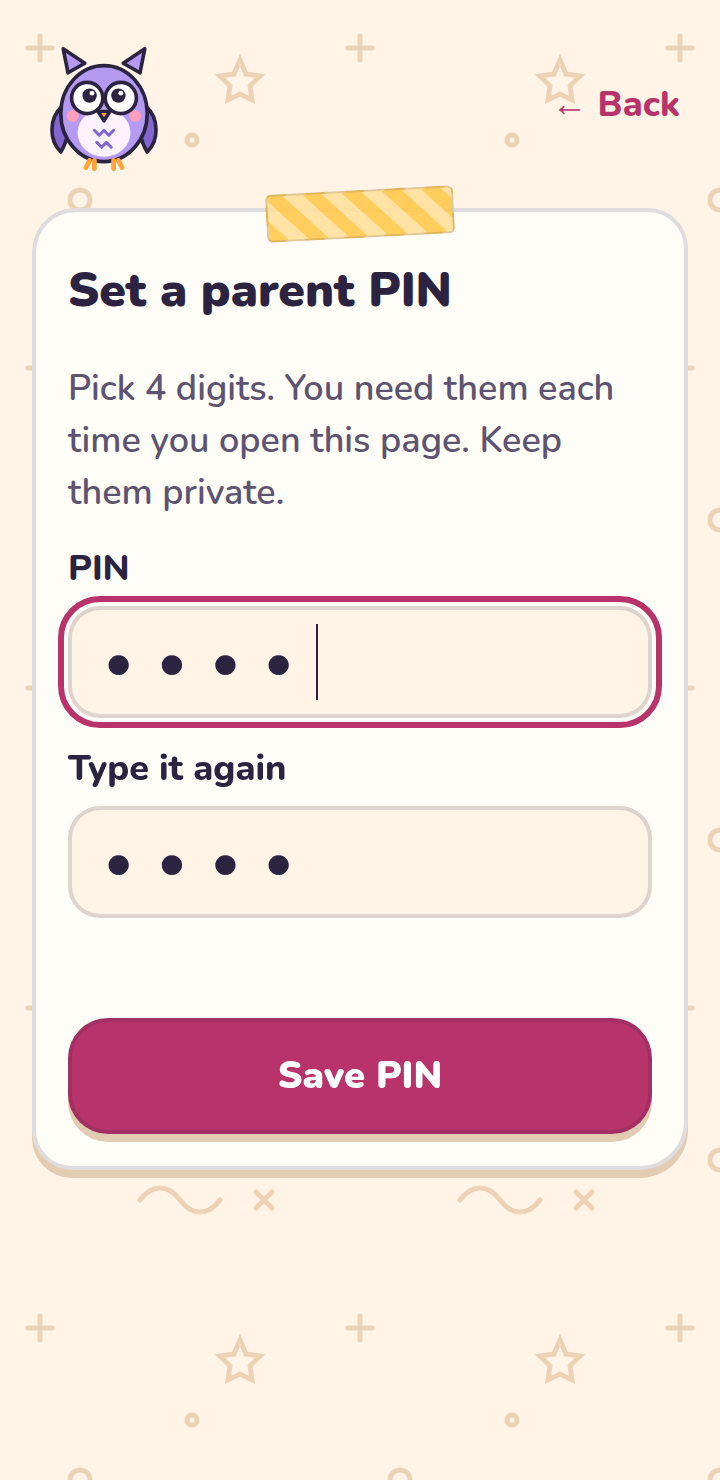 ← Back
Set a parent PIN
Pick 4 digits. You need them each
time you open this page. Keep
them private.
PIN
● ● ● ●
Type it again
● ● ● ●
Save PIN